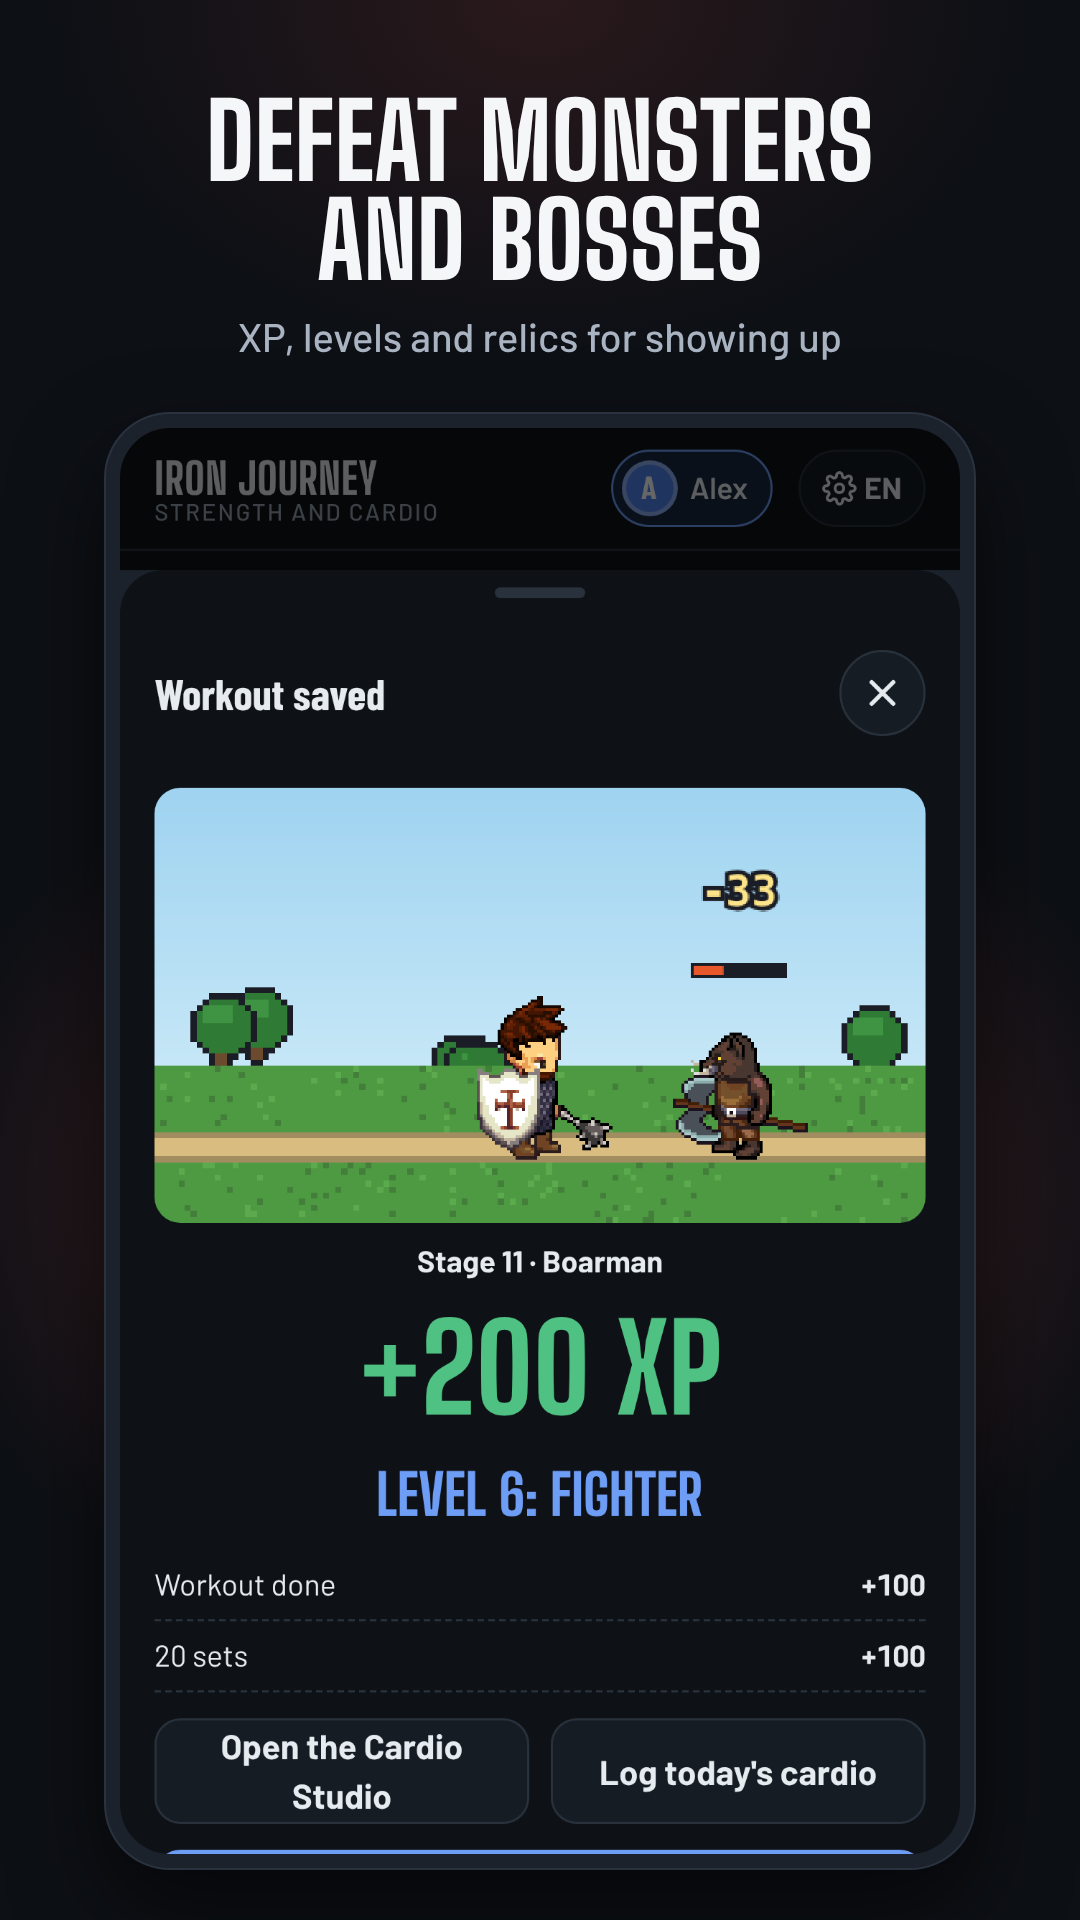 DEFEAT MONSTERS
AND BOSSES
XP, levels and relics for showing up
IRON JOURNEY
STRENGTH AND CARDIO
A Alex
EN
Workout saved
-33
Stage 11 · Boarman
+200 XP
LEVEL 6: FIGHTER
Workout done +100
20 sets +100
Open the Cardio
Studio
Log today's cardio